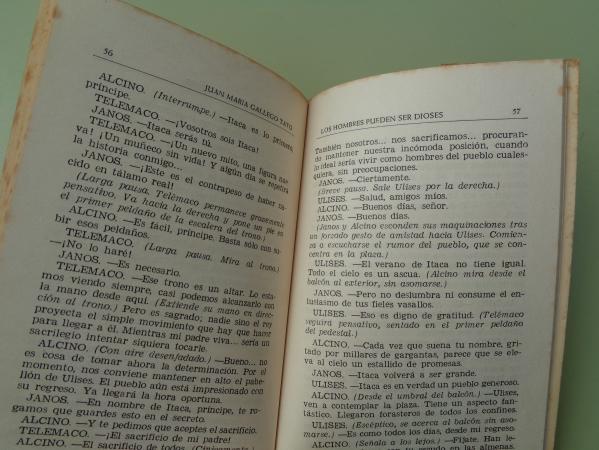 56
JUAN MARIA GALLEGO TATO
ALCINO. (Interrumpe.) —Itaca es lo primero,
príncipe.
TELEMACO. —¡Vosotros sois Itaca!
JANOS. —Itaca serás tú.
TELEMACO. —¡Un nuevo mito, una figura nue-
va! ¡Un muñeco sin vida! Y algún día se repetirá
la historia conmigo.
JANOS. —¡Este es el contrapeso de haber na-
cido en tálamo real!
(Larga pausa. Telémaco permanece gravemente
pensativo. Va hacia la derecha y pone un pie en
el primer peldaño de la escalera del trono.)
ALCINO. —Es fácil, príncipe. Basta sólo con su-
bir esos peldaños.
TELEMACO. (Larga pausa. Mira al trono.)
—¡No lo haré!
JANOS. —Es necesario.
TELEMACO. —Ese trono es un altar. Lo esta-
mos viendo siempre, casi podemos alcanzarlo con
la mano desde aquí. (Extiende su mano en direc-
ción al trono.) Pero es sagrado, nadie sino el rey
proyecta el simple movimiento que hay que hacer
para llegar a él. Mientras mi padre viva... sería un
sacrilegio intentar siquiera tocarle.
ALCINO. (Con aire desenfadado.) —Bueno... no
es cosa de tomar ahora la determinación. Por el
momento, nos conviene mantener en alto el pabe-
llón de Ulises. El pueblo aún está impresionado con
su regreso. Ya llegará la hora oportuna.
JANOS. —En nombre de Itaca, príncipe, te ro-
gamos que guardes esto en el secreto.
ALCINO. —Y te pedimos que aceptes el sacrificio.
TELEMACO. —¡El sacrificio de mi padre!
ALCINO. —El sacrificio de todos (Cínicamente.)
LOS HOMBRES PUEDEN SER DIOSES
57
También nosotros... nos sacrificamos... procuran-
do mantener nuestra incómoda posición, cuando
lo ideal sería vivir como hombres del pueblo cuales-
quiera, sin preocupaciones.
JANOS. —Ciertamente.
(Breve pausa. Sale Ulises por la derecha.)
ULISES. —Salud, amigos míos.
ALCINO. —Buenos días, señor.
JANOS. —Buenos días.
(Janos y Alcino esconden sus maquinaciones tras
un forzado gesto de amistad hacia Ulises. Comien-
za a escucharse el rumor del pueblo, que se con-
centra en la plaza.)
ULISES. —El verano de Itaca no tiene igual.
Todo el cielo es un ascua. (Alcino mira desde el
balcón al exterior, sin asomarse.)
JANOS. —Pero no deslumbra ni consume el en-
tusiasmo de tus fieles vasallos.
ULISES. —Eso es digno de gratitud. (Telémaco
seguirá pensativo, sentado en el primer peldaño
del pedestal.)
ALCINO. —Cada vez que suena tu nombre, gri-
tado por millares de gargantas, parece que se ele-
va al cielo un estallido de promesas.
JANOS. —Itaca volverá a ser grande.
ULISES. —Itaca es en verdad un pueblo generoso.
ALCINO. (Desde el umbral del balcón.) —Ulises,
ven a contemplar la plaza. Tiene un aspecto fan-
tástico. Llegaron forasteros de todos los confines.
ULISES. (Escéptico, se acerca al balcón sin aso-
marse.) —Es como todos los días, desde mi regreso.
ALCINO. (Señala a lo lejos.) —Fíjate. Han le-
en las almenas.